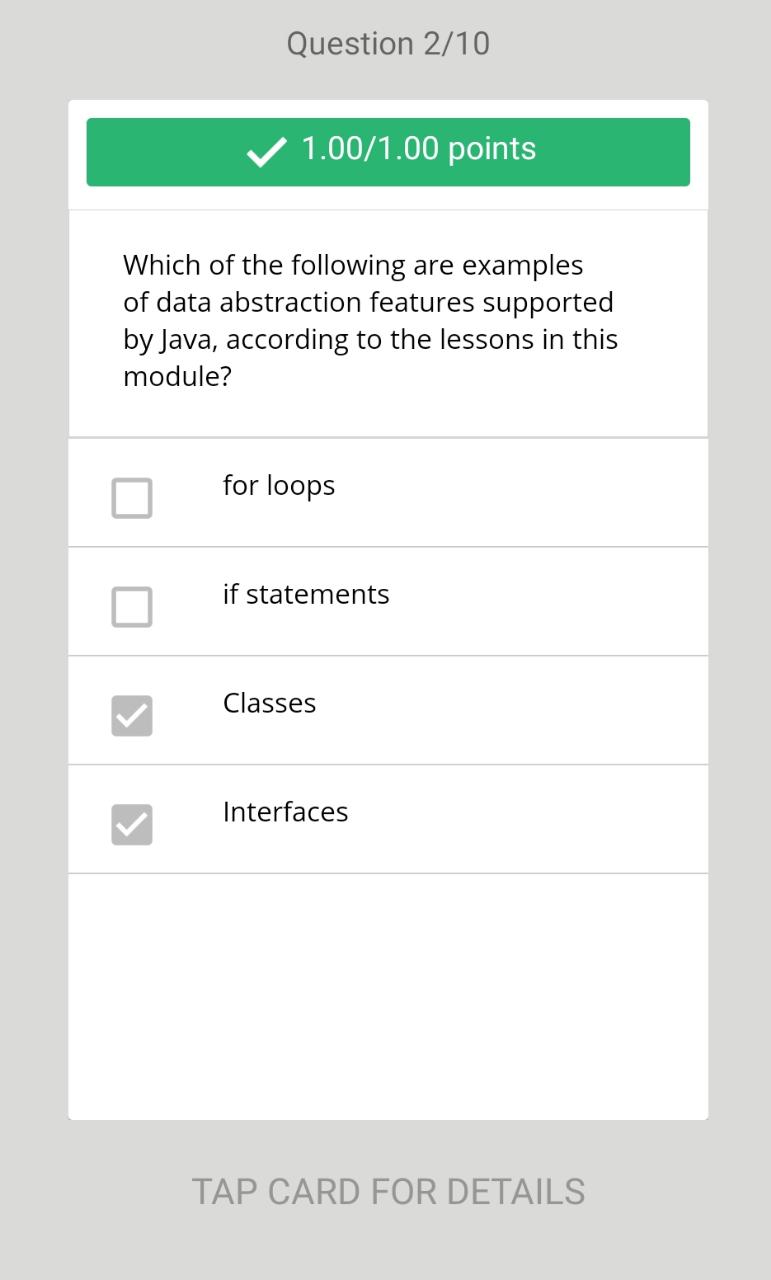 Question 2/10
1.00/1.00 points
Which of the following are examples
of data abstraction features supported
by Java, according to the lessons in this
module?
for loops
if statements
Classes
Interfaces
TAP CARD FOR DETAILS